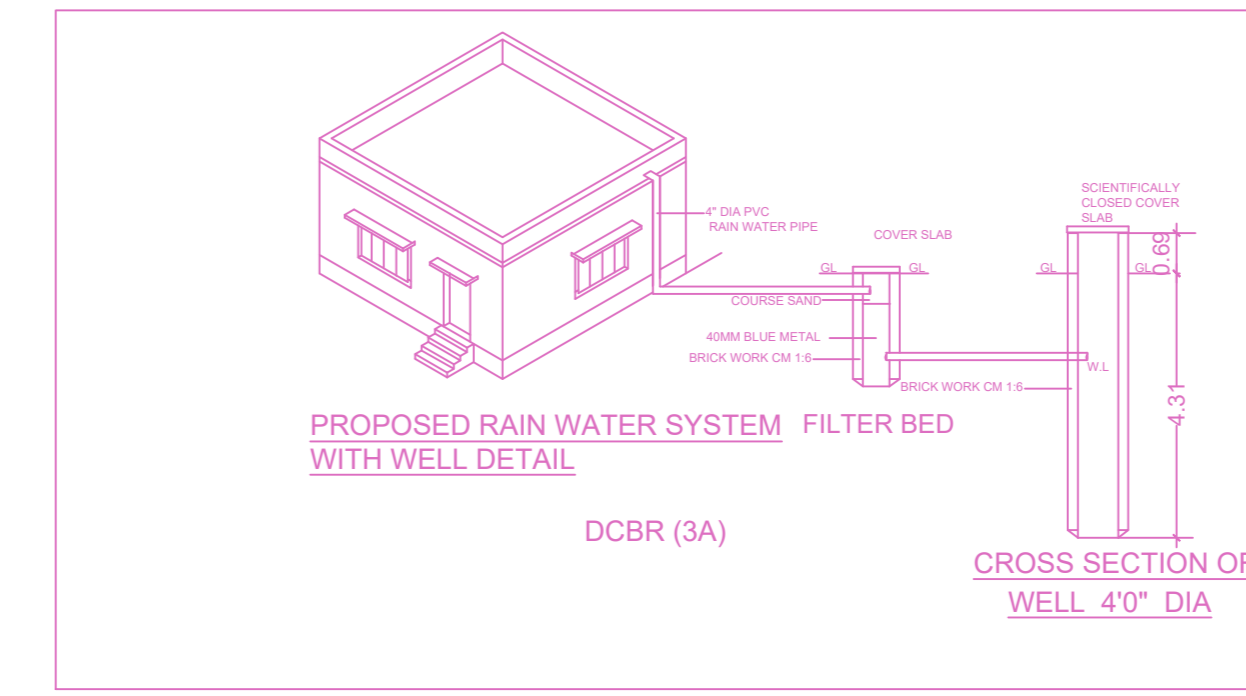 SCIENTIFICALLY
CLOSED COVER
SLAB
4" DIA PVC
RAIN WATER PIPE
COVER SLAB
0.69
GL
GL
GL
GL
COURSE SAND
40MM BLUE METAL
BRICK WORK CM 1:6
W.L
BRICK WORK CM 1:6
4.31
PROPOSED RAIN WATER SYSTEM
WITH WELL DETAIL
FILTER BED
DCBR (3A)
CROSS SECTION OF
WELL 4'0" DIA